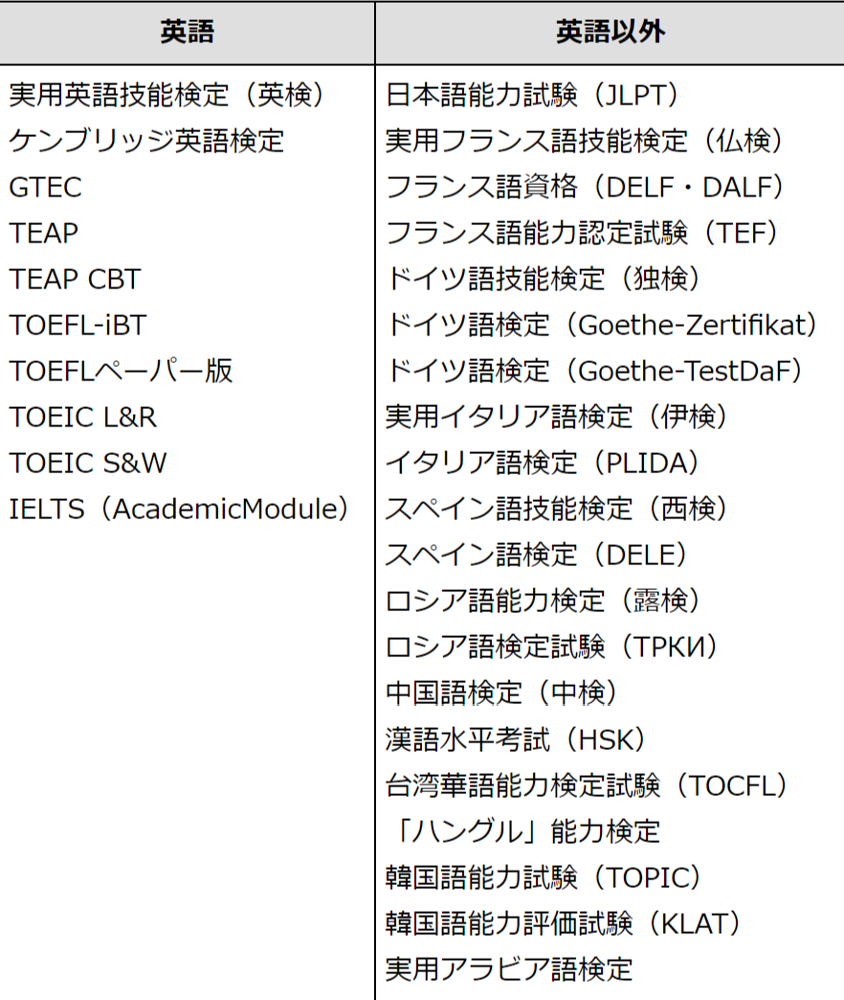 英語
英語以外
実用英語技能検定（英検）
ケンブリッジ英語検定
GTEC
TEAP
TEAP CBT
TOEFL-iBT
TOEFLペーパー版
TOEIC L&R
TOEIC S&W
IELTS（AcademicModule）
日本語能力試験（JLPT）
実用フランス語技能検定（仏検）
フランス語資格（DELF・DALF）
フランス語能力認定試験（TEF）
ドイツ語技能検定（独検）
ドイツ語検定（Goethe-Zertifikat）
ドイツ語検定（Goethe-TestDaF）
実用イタリア語検定（伊検）
イタリア語検定（PLIDA）
スペイン語技能検定（西検）
スペイン語検定（DELE）
ロシア語能力検定（露検）
ロシア語検定試験（ТРКИ）
中国語検定（中検）
漢語水平考試（HSK）
台湾華語能力検定試験（TOCFL）
「ハングル」能力検定
韓国語能力試験（TOPIC）
韓国語能力評価試験（KLAT）
実用アラビア語検定